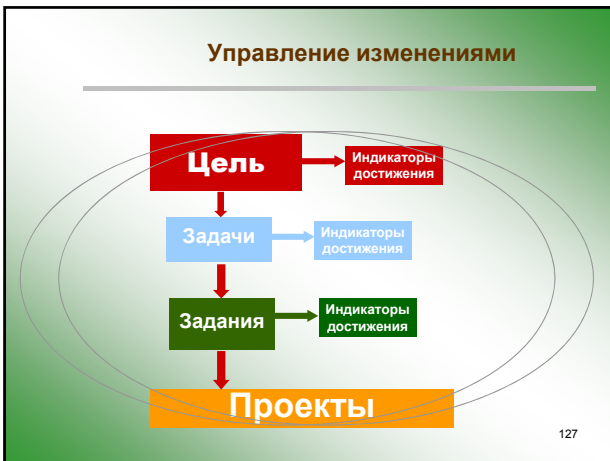 Управление изменениями
Цель
Индикаторы
достижения
Задачи
Индикаторы
достижения
Задания
Индикаторы
достижения
Проекты
127